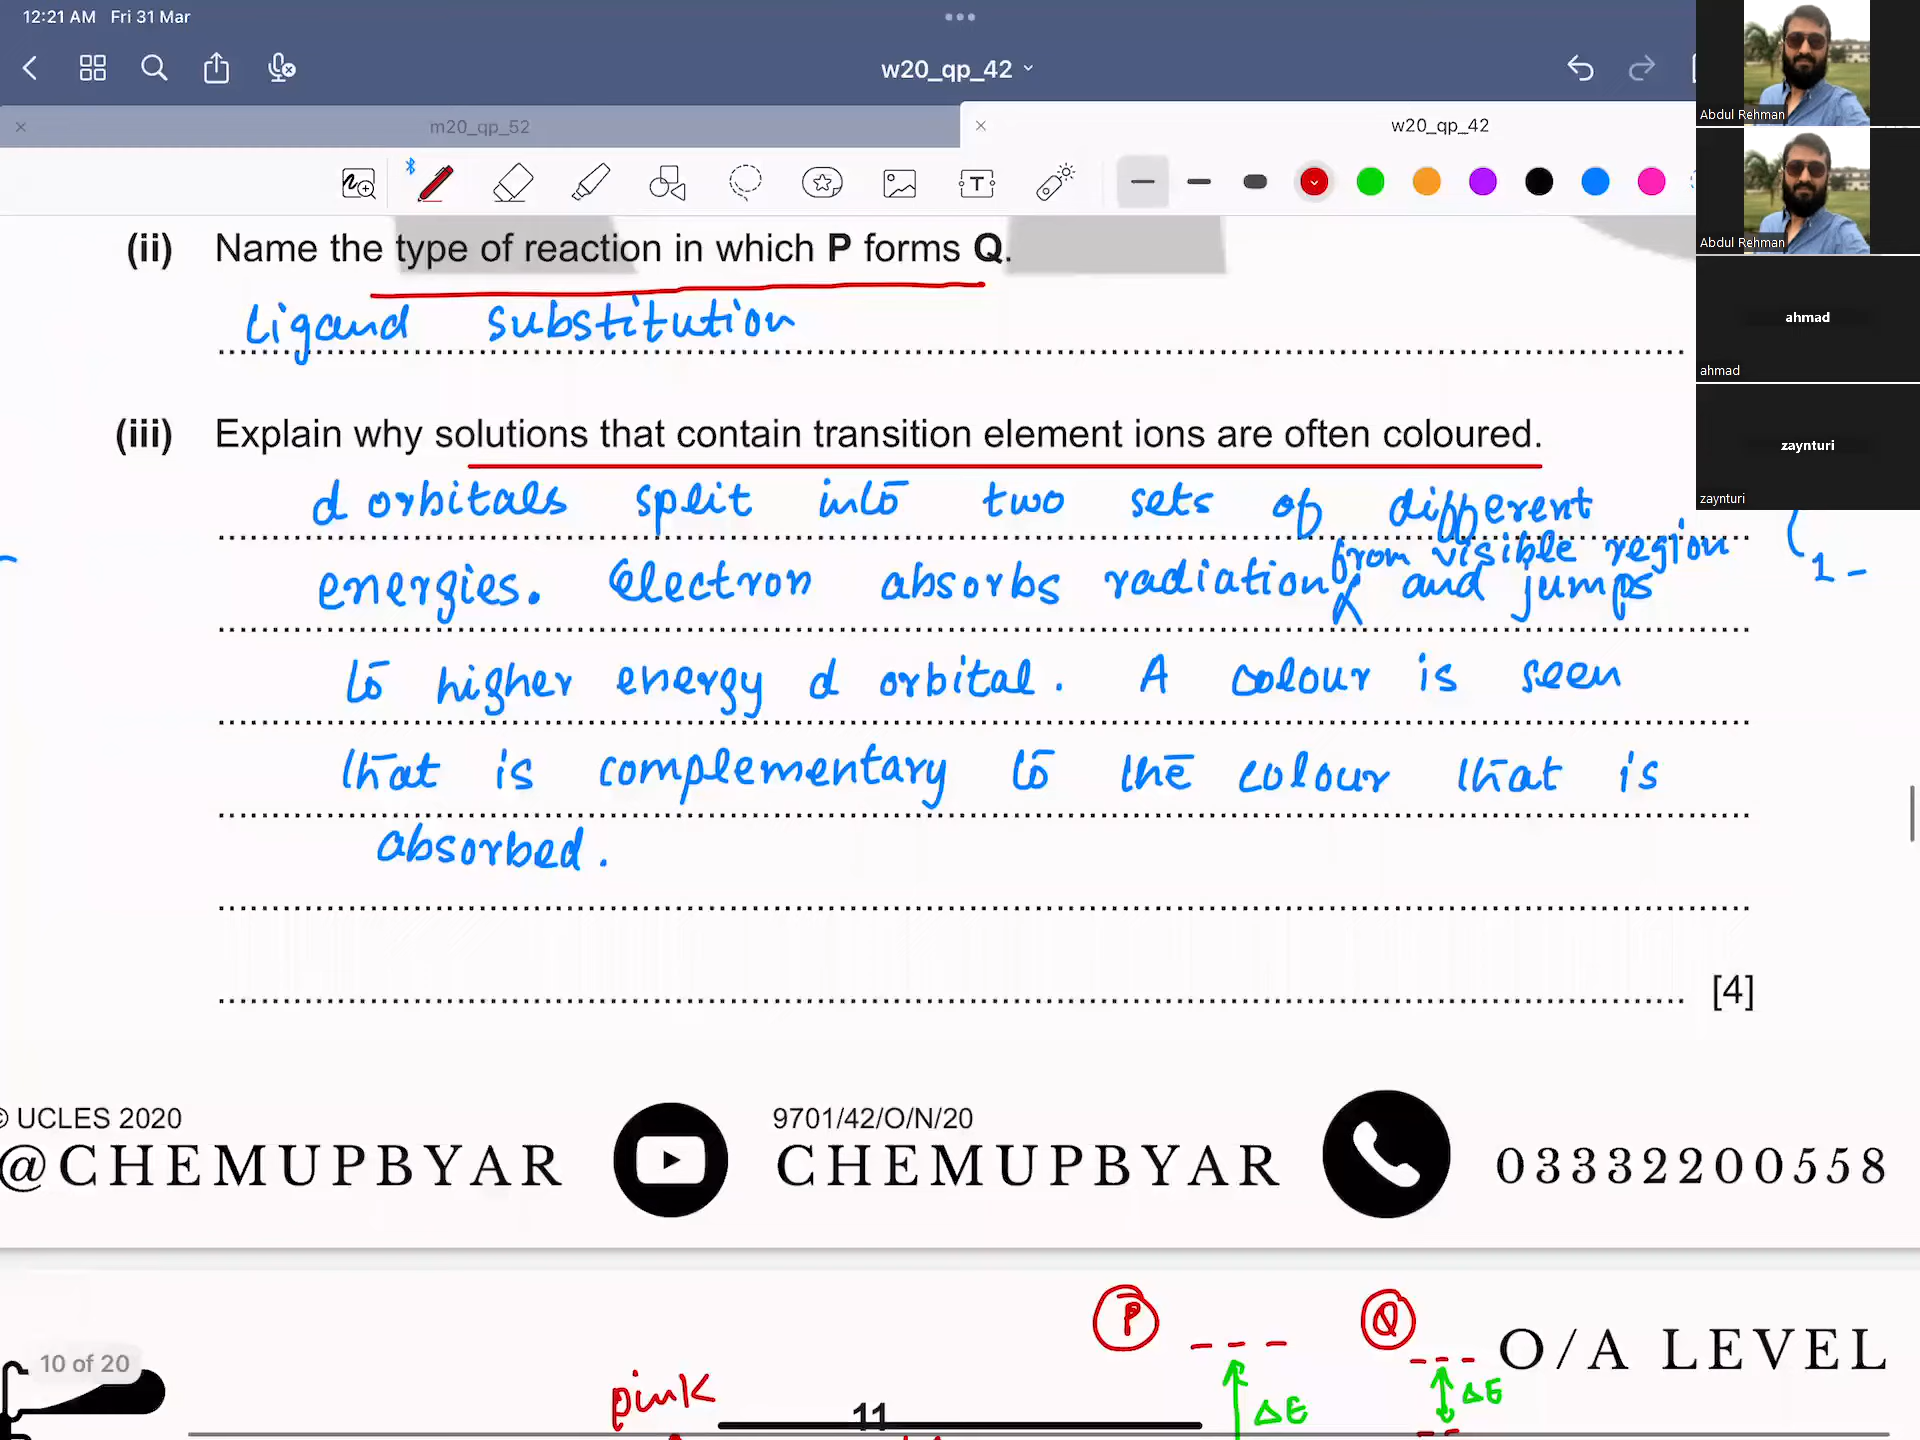 12:21 AM Fri 31 Mar
w20_qp_42
m20_qp_52
w20_qp_42
Abdul Rehman
Abdul Rehman
ahmad
ahmad
zaynturi
zaynturi
(ii) Name the type of reaction in which P forms Q.
Ligand substitution
(iii) Explain why solutions that contain transition element ions are often coloured.
d orbitals split into two sets of different
from visible region
energies. Electron absorbs radiation and jumps
1 -
to higher energy d orbital. A colour is seen
that is complementary to the colour that is
absorbed.
[4]
© UCLES 2020
9701/42/O/N/20
@CHEMUPBYAR
CHEMUPBYAR
03332200558
P
Q
O/A LEVEL
10 of 20
pink
11
ΔE
ΔE